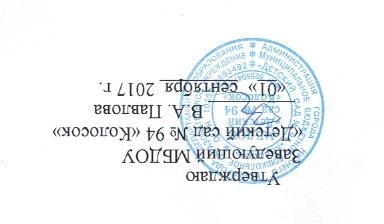 Утверждаю
Заведующий МБДОУ
«Детский сад № 94 «Колосок»
В.А. Павлова
«01» сентября 2017 г.